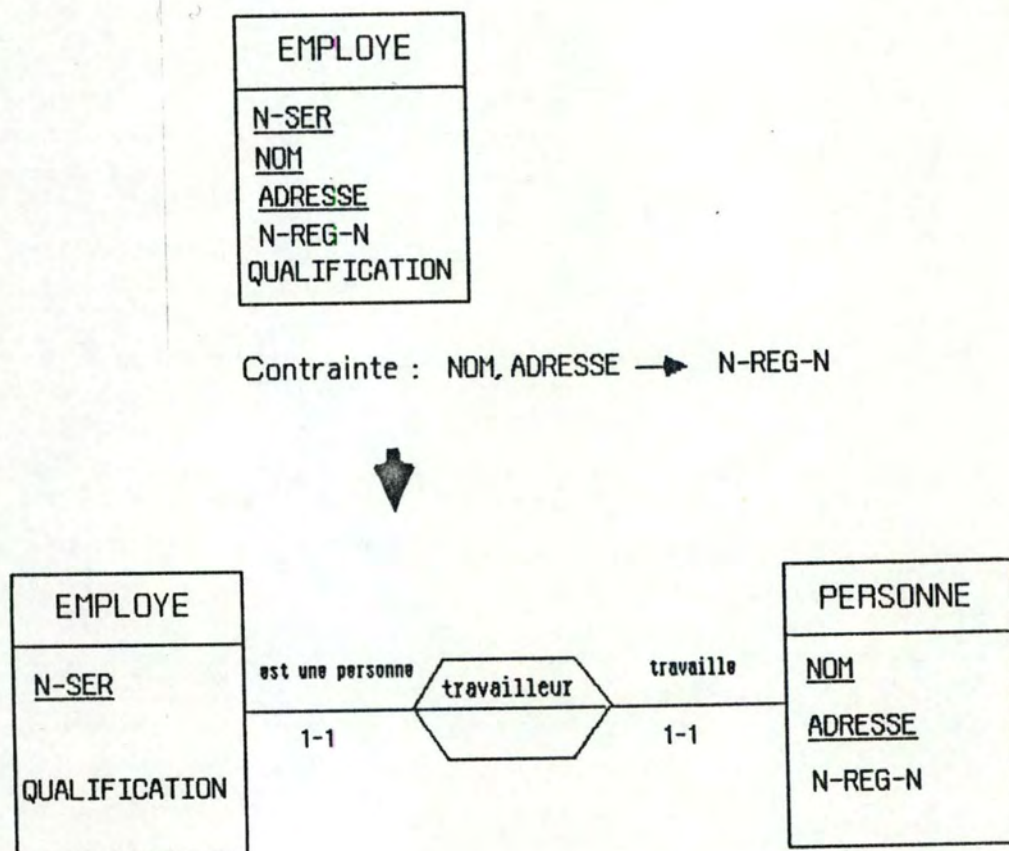 EMPLOYE
N-SER
NOM
ADRESSE
N-REG-N
QUALIFICATION
Contrainte : NOM, ADRESSE → N-REG-N
EMPLOYE
N-SER
QUALIFICATION
est une personne
1-1
travailleur
travaille
1-1
PERSONNE
NOM
ADRESSE
N-REG-N